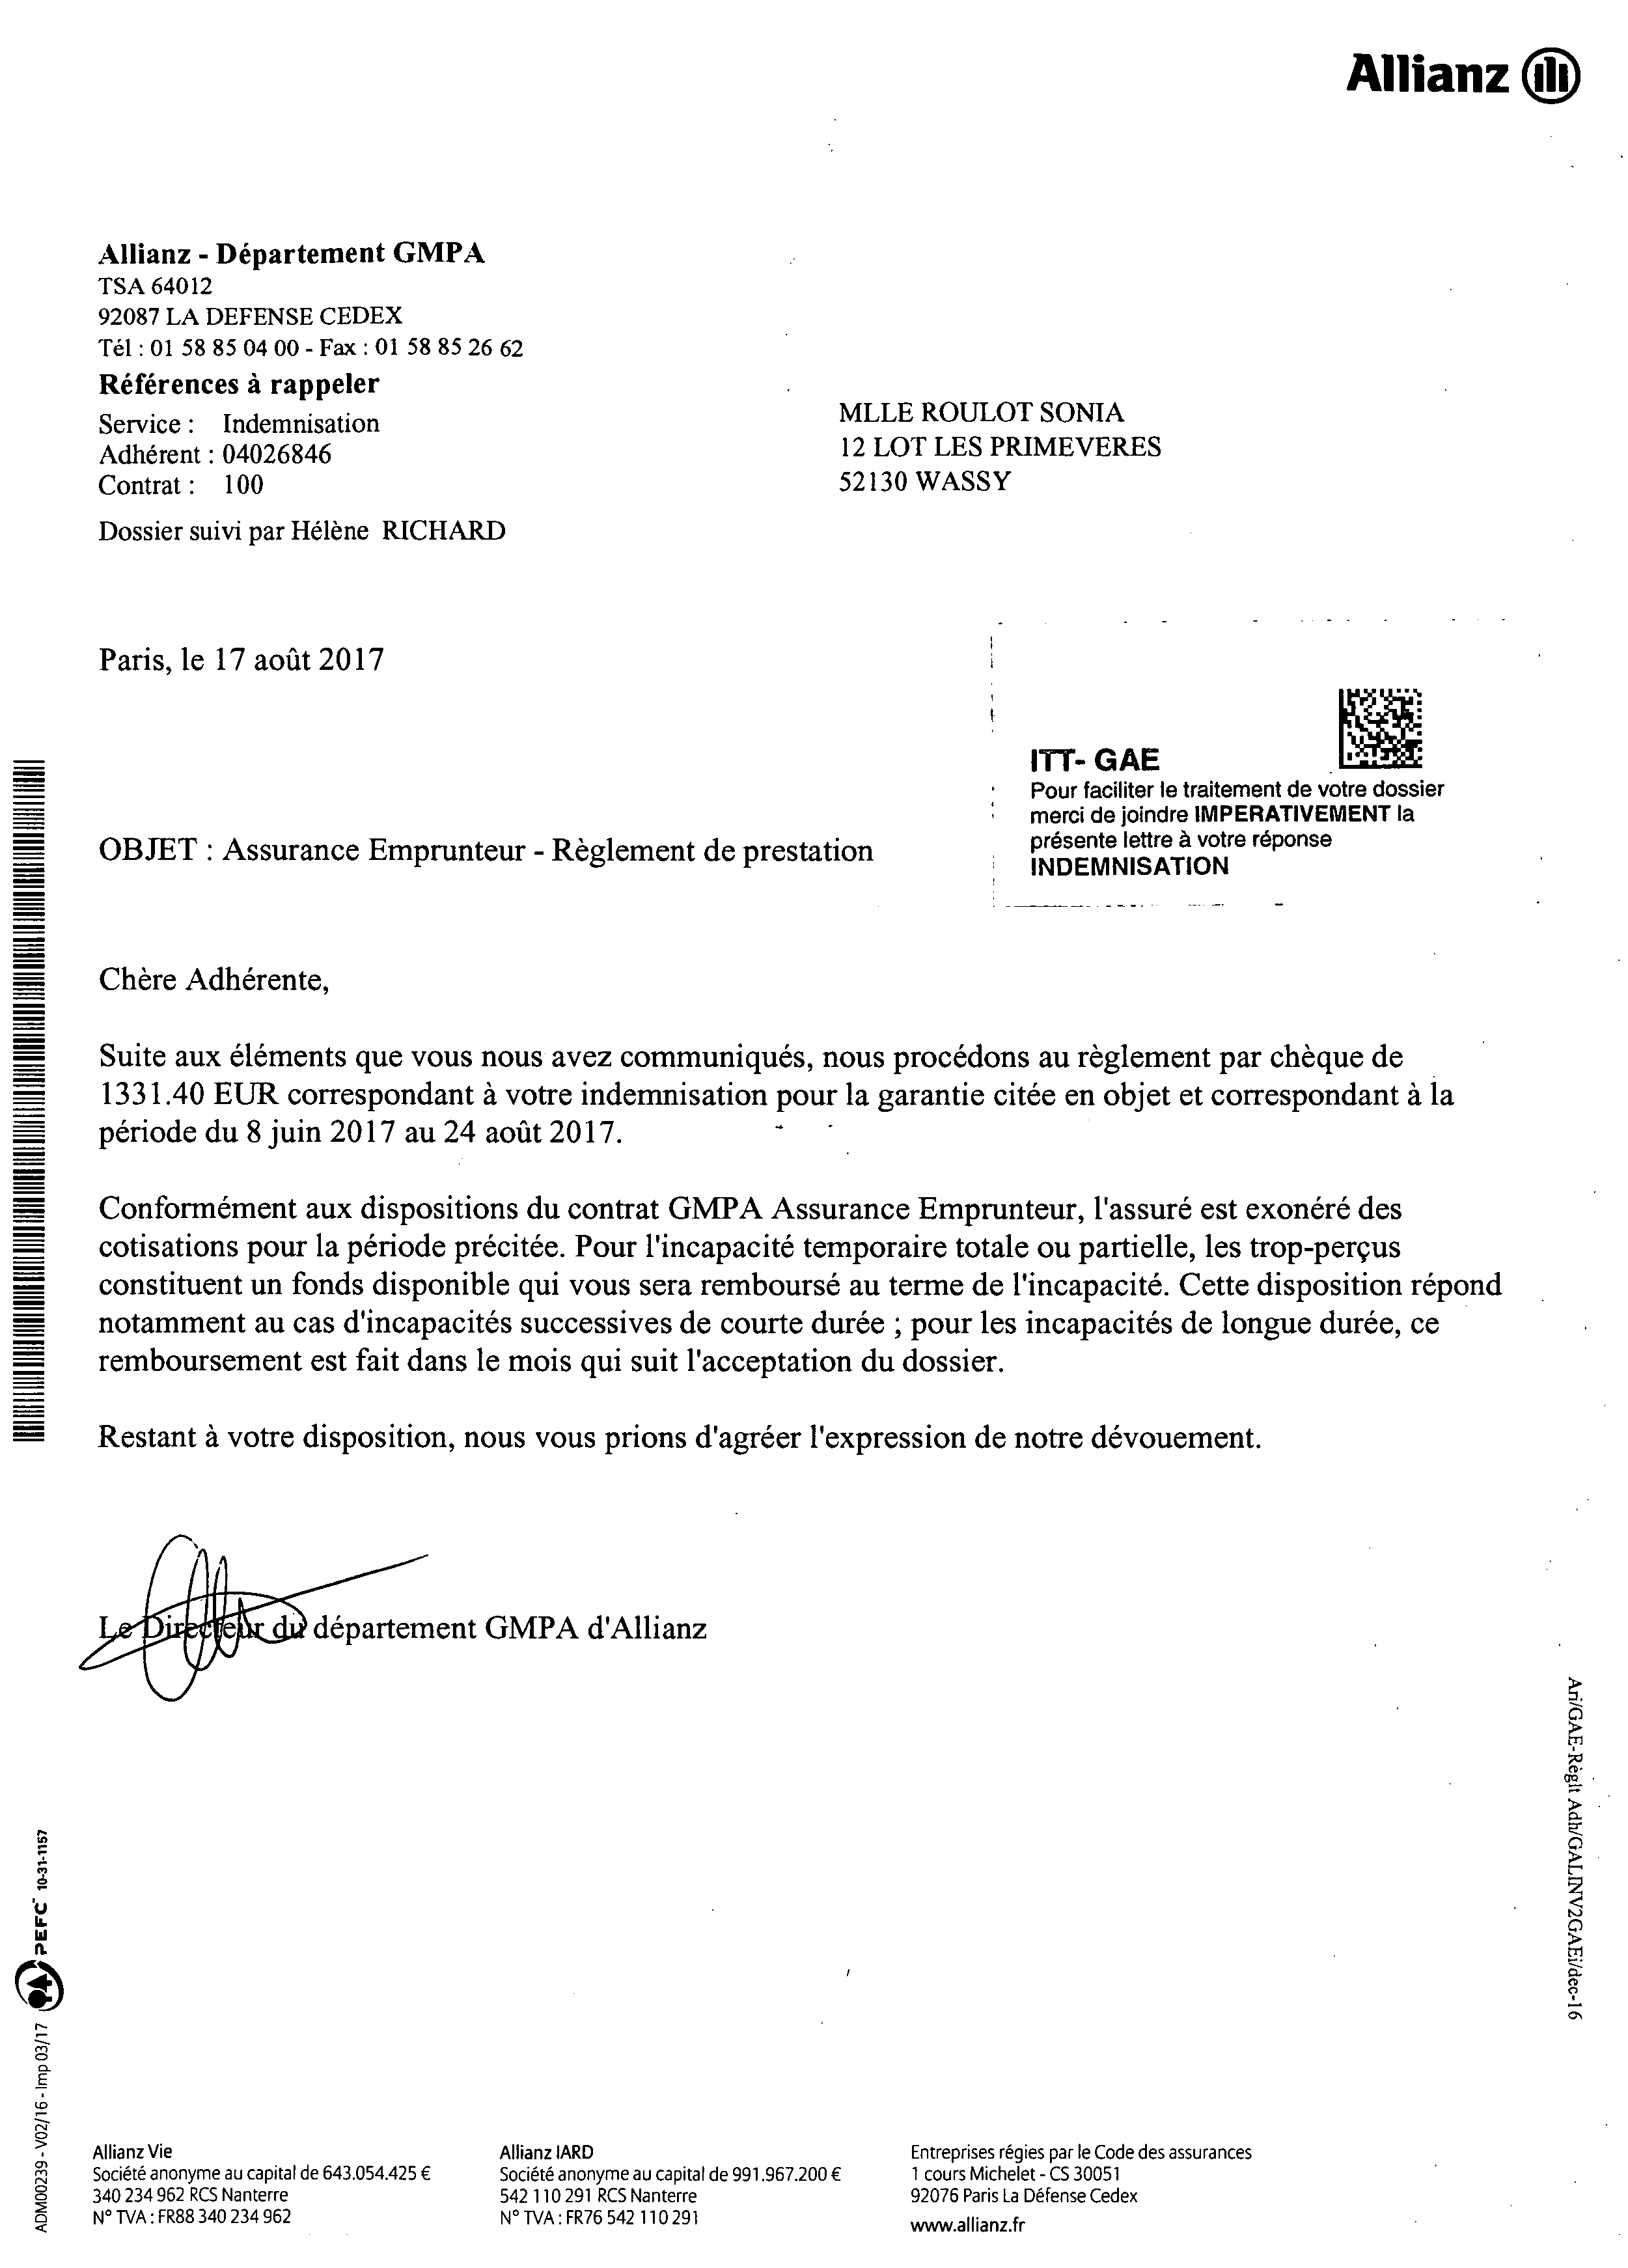 Allianz
Allianz - Département GMPA
TSA 64012
92087 LA DEFENSE CEDEX
Tél : 01 58 85 04 00 - Fax : 01 58 85 26 62
Références à rappeler
Service : Indemnisation
Adhérent : 04026846
Contrat : 100
Dossier suivi par Hélène RICHARD
MLLE ROULOT SONIA
12 LOT LES PRIMEVERES
52130 WASSY
Paris, le 17 août 2017
ITT- GAE
Pour faciliter le traitement de votre dossier
merci de joindre IMPERATIVEMENT la
présente lettre à votre réponse
INDEMNISATION
OBJET : Assurance Emprunteur - Règlement de prestation
Chère Adhérente,
Suite aux éléments que vous nous avez communiqués, nous procédons au règlement par chèque de
1331.40 EUR correspondant à votre indemnisation pour la garantie citée en objet et correspondant à la
période du 8 juin 2017 au 24 août 2017.
Conformément aux dispositions du contrat GMPA Assurance Emprunteur, l'assuré est exonéré des
cotisations pour la période précitée. Pour l'incapacité temporaire totale ou partielle, les trop-perçus
constituent un fonds disponible qui vous sera remboursé au terme de l'incapacité. Cette disposition répond
notamment au cas d'incapacités successives de courte durée ; pour les incapacités de longue durée, ce
remboursement est fait dans le mois qui suit l'acceptation du dossier.
Restant à votre disposition, nous vous prions d'agréer l'expression de notre dévouement.
Le Directeur du département GMPA d'Allianz
Ari/GAE-Règlt Adh/GALINV2GAEi/dec-16
ADM00239 - V02/16 - Imp 03/17 PEFC 10-31-1157
Allianz Vie
Société anonyme au capital de 643.054.425 €
340 234 962 RCS Nanterre
N° TVA : FR88 340 234 962
Allianz IARD
Société anonyme au capital de 991.967.200 €
542 110 291 RCS Nanterre
N° TVA : FR76 542 110 291
Entreprises régies par le Code des assurances
1 cours Michelet - CS 30051
92076 Paris La Défense Cedex
www.allianz.fr